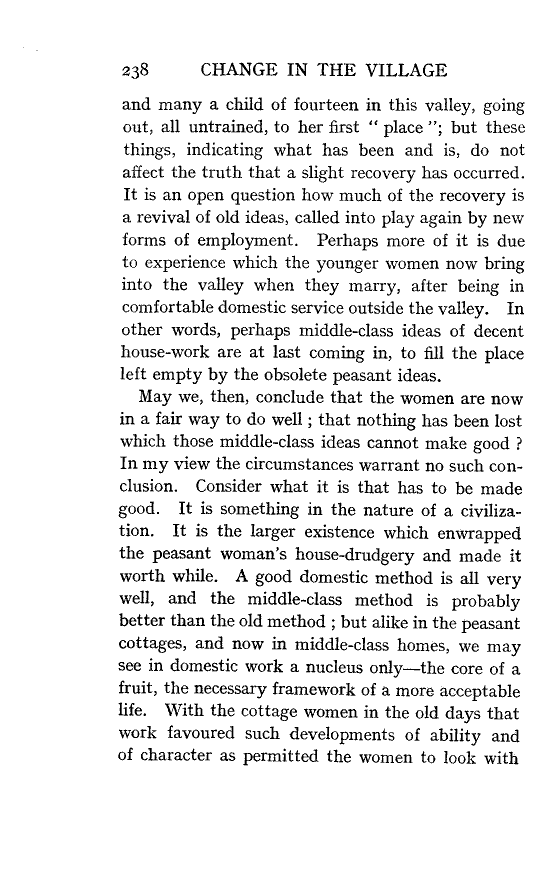 238 CHANGE IN THE VILLAGE
and many a child of fourteen in this valley, going
out, all untrained, to her first “ place ”; but these
things, indicating what has been and is, do not
affect the truth that a slight recovery has occurred.
It is an open question how much of the recovery is
a revival of old ideas, called into play again by new
forms of employment. Perhaps more of it is due
to experience which the younger women now bring
into the valley when they marry, after being in
comfortable domestic service outside the valley. In
other words, perhaps middle-class ideas of decent
house-work are at last coming in, to fill the place
left empty by the obsolete peasant ideas.
May we, then, conclude that the women are now
in a fair way to do well ; that nothing has been lost
which those middle-class ideas cannot make good ?
In my view the circumstances warrant no such con-
clusion. Consider what it is that has to be made
good. It is something in the nature of a civiliza-
tion. It is the larger existence which enwrapped
the peasant woman's house-drudgery and made it
worth while. A good domestic method is all very
well, and the middle-class method is probably
better than the old method ; but alike in the peasant
cottages, and now in middle-class homes, we may
see in domestic work a nucleus only—the core of a
fruit, the necessary framework of a more acceptable
life. With the cottage women in the old days that
work favoured such developments of ability and
of character as permitted the women to look with